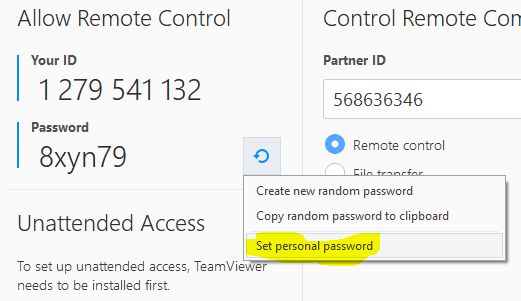 Allow Remote Control
Your ID
1 279 541 132
Password
8xyn79
Unattended Access
To set up unattended access, TeamViewer
needs to be installed first.
Control Remote Com
Partner ID
568636346
Remote control
File transfer
Create new random password
Copy random password to clipboard
Set personal password